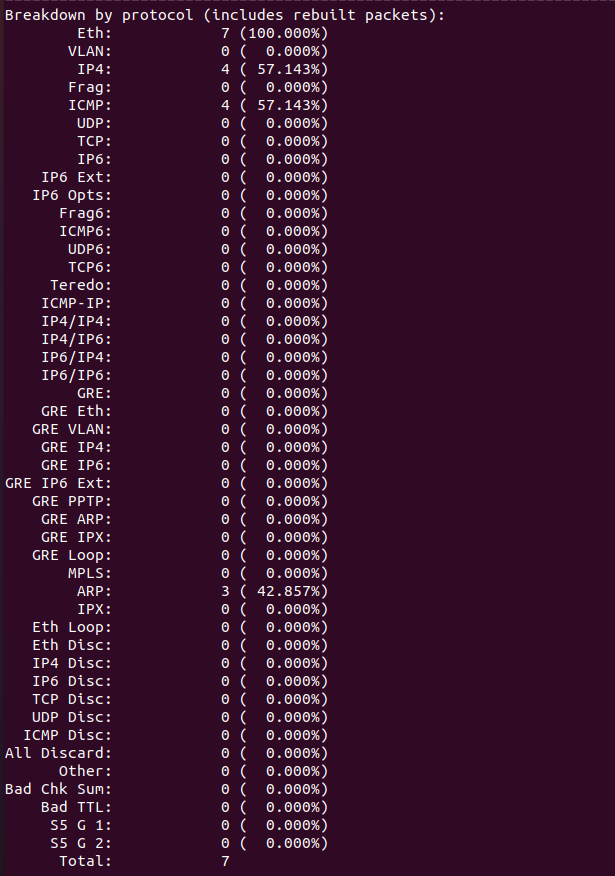 Breakdown by protocol (includes rebuilt packets):
        Eth:            7 (100.000%)
       VLAN:            0 (  0.000%)
        IP4:            4 ( 57.143%)
       Frag:            0 (  0.000%)
       ICMP:            4 ( 57.143%)
        UDP:            0 (  0.000%)
        TCP:            0 (  0.000%)
        IP6:            0 (  0.000%)
    IP6 Ext:            0 (  0.000%)
   IP6 Opts:            0 (  0.000%)
      Frag6:            0 (  0.000%)
      ICMP6:            0 (  0.000%)
       UDP6:            0 (  0.000%)
       TCP6:            0 (  0.000%)
     Teredo:            0 (  0.000%)
    ICMP-IP:            0 (  0.000%)
    IP4/IP4:            0 (  0.000%)
    IP4/IP6:            0 (  0.000%)
    IP6/IP4:            0 (  0.000%)
    IP6/IP6:            0 (  0.000%)
        GRE:            0 (  0.000%)
    GRE Eth:            0 (  0.000%)
   GRE VLAN:            0 (  0.000%)
    GRE IP4:            0 (  0.000%)
    GRE IP6:            0 (  0.000%)
GRE IP6 Ext:            0 (  0.000%)
   GRE PPTP:            0 (  0.000%)
    GRE ARP:            0 (  0.000%)
    GRE IPX:            0 (  0.000%)
   GRE Loop:            0 (  0.000%)
       MPLS:            0 (  0.000%)
        ARP:            3 ( 42.857%)
        IPX:            0 (  0.000%)
   Eth Loop:            0 (  0.000%)
   Eth Disc:            0 (  0.000%)
   IP4 Disc:            0 (  0.000%)
   IP6 Disc:            0 (  0.000%)
   TCP Disc:            0 (  0.000%)
   UDP Disc:            0 (  0.000%)
  ICMP Disc:            0 (  0.000%)
All Discard:            0 (  0.000%)
      Other:            0 (  0.000%)
Bad Chk Sum:            0 (  0.000%)
    Bad TTL:            0 (  0.000%)
     S5 G 1:            0 (  0.000%)
     S5 G 2:            0 (  0.000%)
      Total:            7